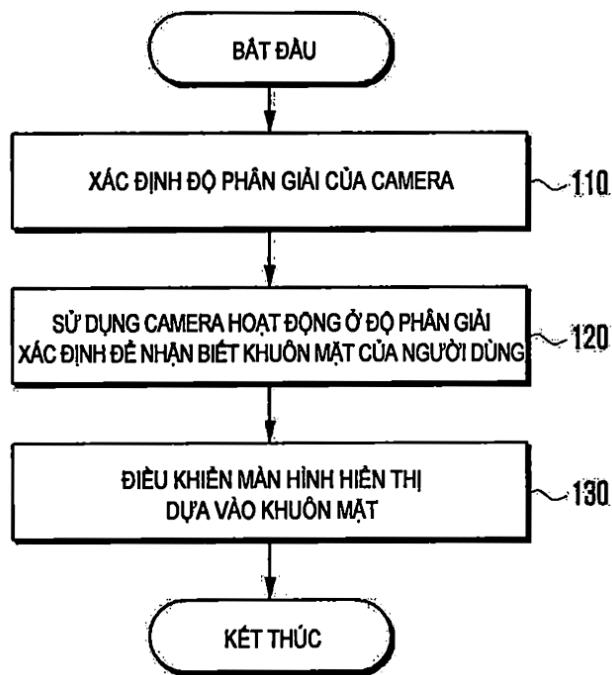 BẮT ĐẦU
XÁC ĐỊNH ĐỘ PHÂN GIẢI CỦA CAMERA
110
SỬ DỤNG CAMERA HOẠT ĐỘNG Ở ĐỘ PHÂN GIẢI
XÁC ĐỊNH ĐỂ NHẬN BIẾT KHUÔN MẶT CỦA NGƯỜI DÙNG
120
ĐIỀU KHIỂN MÀN HÌNH HIỂN THỊ
DỰA VÀO KHUÔN MẶT
130
KẾT THÚC